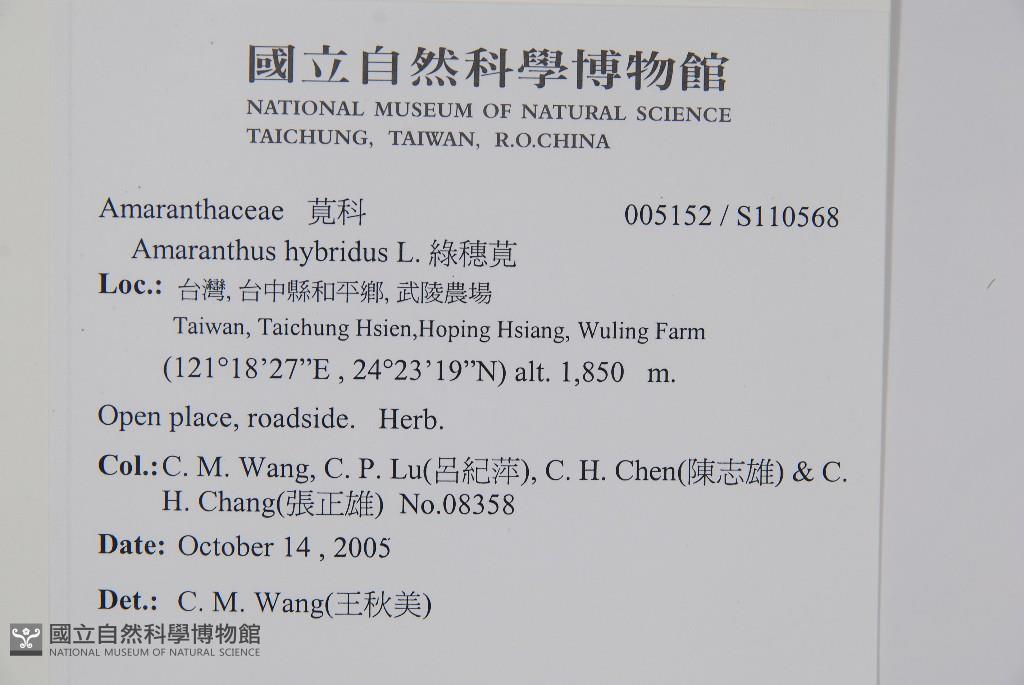 國立自然科學博物館
NATIONAL MUSEUM OF NATURAL SCIENCE
TAICHUNG, TAIWAN, R.O.CHINA
Amaranthaceae 莧科 005152 / S110568
Amaranthus hybridus L. 綠穗莧
Loc.: 台灣, 台中縣和平鄉, 武陵農場
Taiwan, Taichung Hsien,Hoping Hsiang, Wuling Farm
(121°18’27”E , 24°23’19”N) alt. 1,850 m.
Open place, roadside. Herb.
Col.: C. M. Wang, C. P. Lu(呂紀萍), C. H. Chen(陳志雄) & C.
H. Chang(張正雄) No.08358
Date: October 14 , 2005
Det.: C. M. Wang(王秋美)
國立自然科學博物館
NATIONAL MUSEUM OF NATURAL SCIENCE